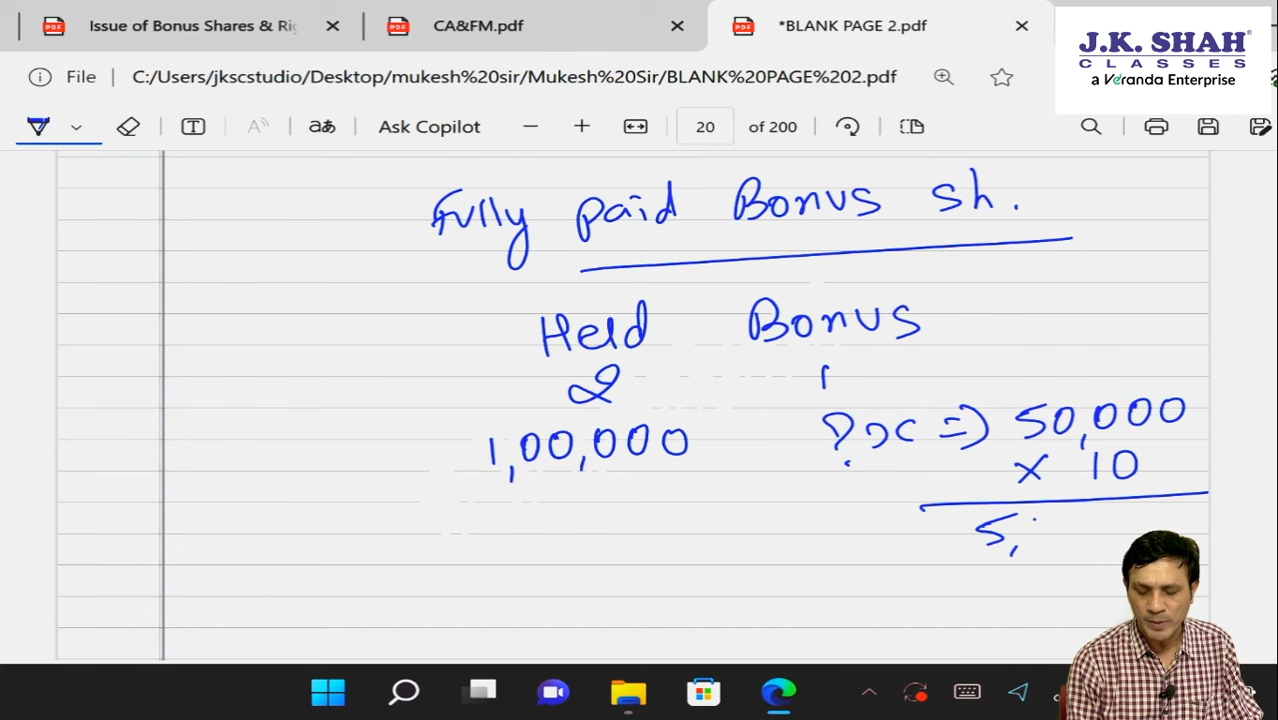 Issue of Bonus Shares & Rig
CA&FM.pdf
*BLANK PAGE 2.pdf
J.K. SHAH®
CLASSES
a Veranda Enterprise
File
C:/Users/jkscstudio/Desktop/mukesh%20sir/Mukesh%20Sir/BLANK%20PAGE%202.pdf
Ask Copilot
20 of 200
Fully paid Bonus sh.
Held Bonus
2 1
1,00,000 ? x => 50,000
x 10
5,